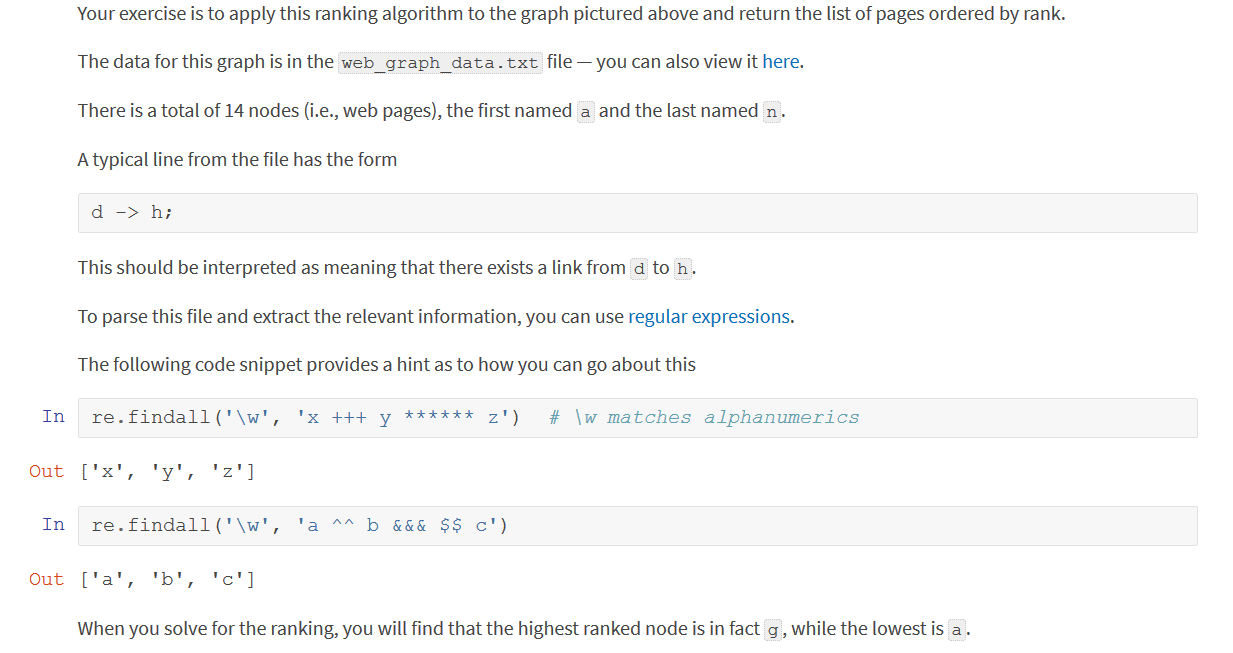 Your exercise is to apply this ranking algorithm to the graph pictured above and return the list of pages ordered by rank.
The data for this graph is in the web_graph_data.txt file — you can also view it here.
There is a total of 14 nodes (i.e., web pages), the first named a and the last named n.
A typical line from the file has the form
d -> h;
This should be interpreted as meaning that there exists a link from d to h.
To parse this file and extract the relevant information, you can use regular expressions.
The following code snippet provides a hint as to how you can go about this
In re.findall('\w', 'x +++ y ****** z')  # \w matches alphanumerics
Out ['x', 'y', 'z']
In re.findall('\w', 'a ^^ b &&& $$ c')
Out ['a', 'b', 'c']
When you solve for the ranking, you will find that the highest ranked node is in fact g, while the lowest is a.